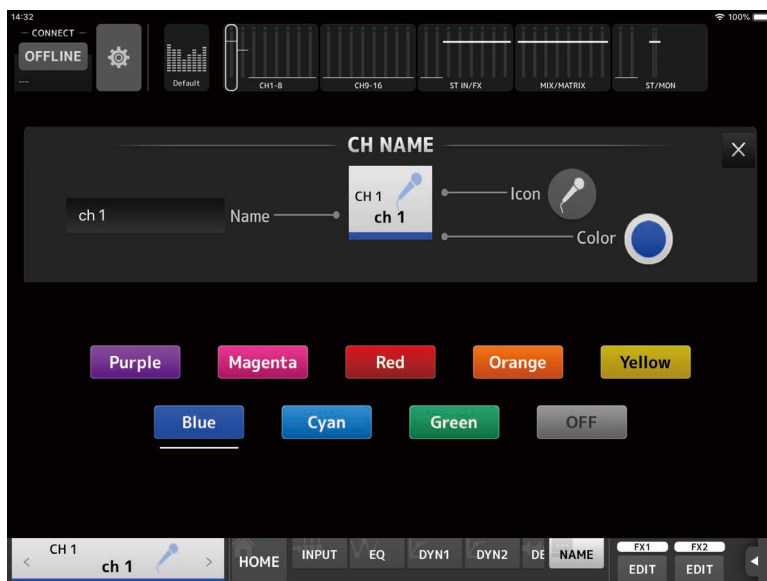 14:32
100%
CONNECT
OFFLINE
---
Default
CH1-8
CH9-16
ST IN/FX
MIX/MATRIX
ST/MON
CH NAME
ch 1
Name
CH 1
ch 1
Icon
Color
Purple
Magenta
Red
Orange
Yellow
Blue
Cyan
Green
OFF
CH 1
ch 1
HOME
INPUT
EQ
DYN1
DYN2
DE
NAME
FX1
EDIT
FX2
EDIT